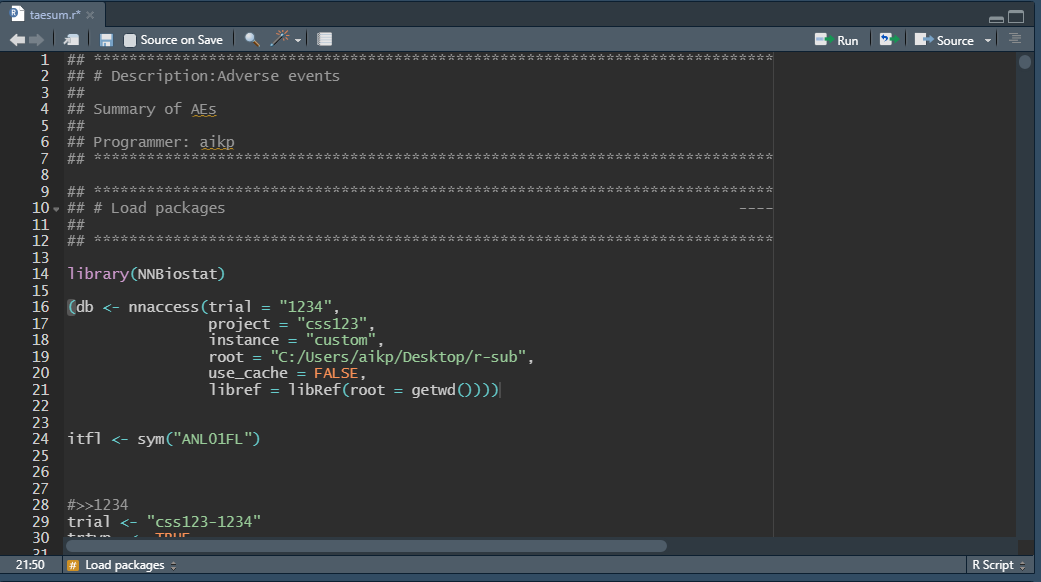 taesum.r*
Source on Save Run Source
1 ## *****************************************************************************
2 ## # Description:Adverse events
3 ##
4 ## Summary of AEs
5 ##
6 ## Programmer: aikp
7 ## *****************************************************************************
8
9 ## *****************************************************************************
10 ## # Load packages ----
11 ##
12 ## *****************************************************************************
13
14 library(NNBiostat)
15
16 (db <- nnaccess(trial = "1234",
17 project = "css123",
18 instance = "custom",
19 root = "C:/Users/aikp/Desktop/r-sub",
20 use_cache = FALSE,
21 libref = libRef(root = getwd())))
22
23
24 itfl <- sym("ANL01FL")
25
26
27
28 #>>1234
29 trial <- "css123-1234"
30
31
21:50 # Load packages R Script